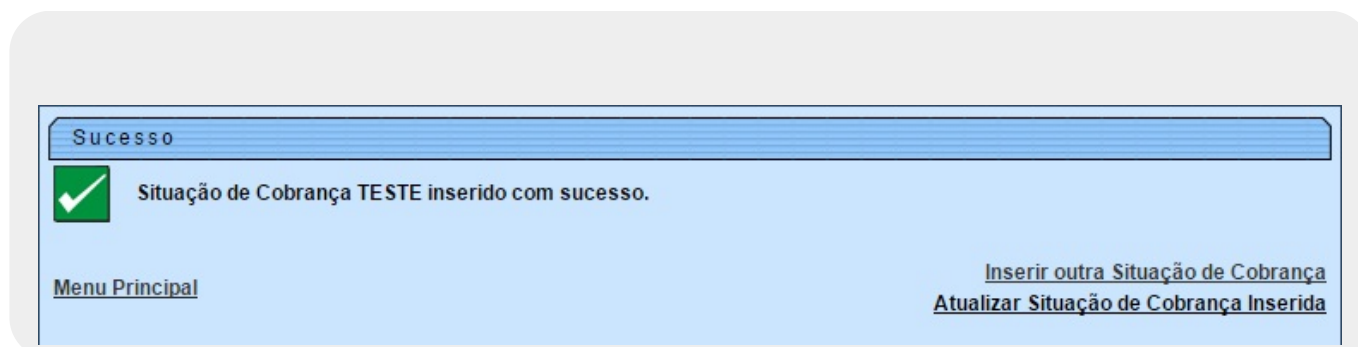 Sucesso
Situação de Cobrança TESTE inserido com sucesso.
Menu Principal
Inserir outra Situação de Cobrança
Atualizar Situação de Cobrança Inserida